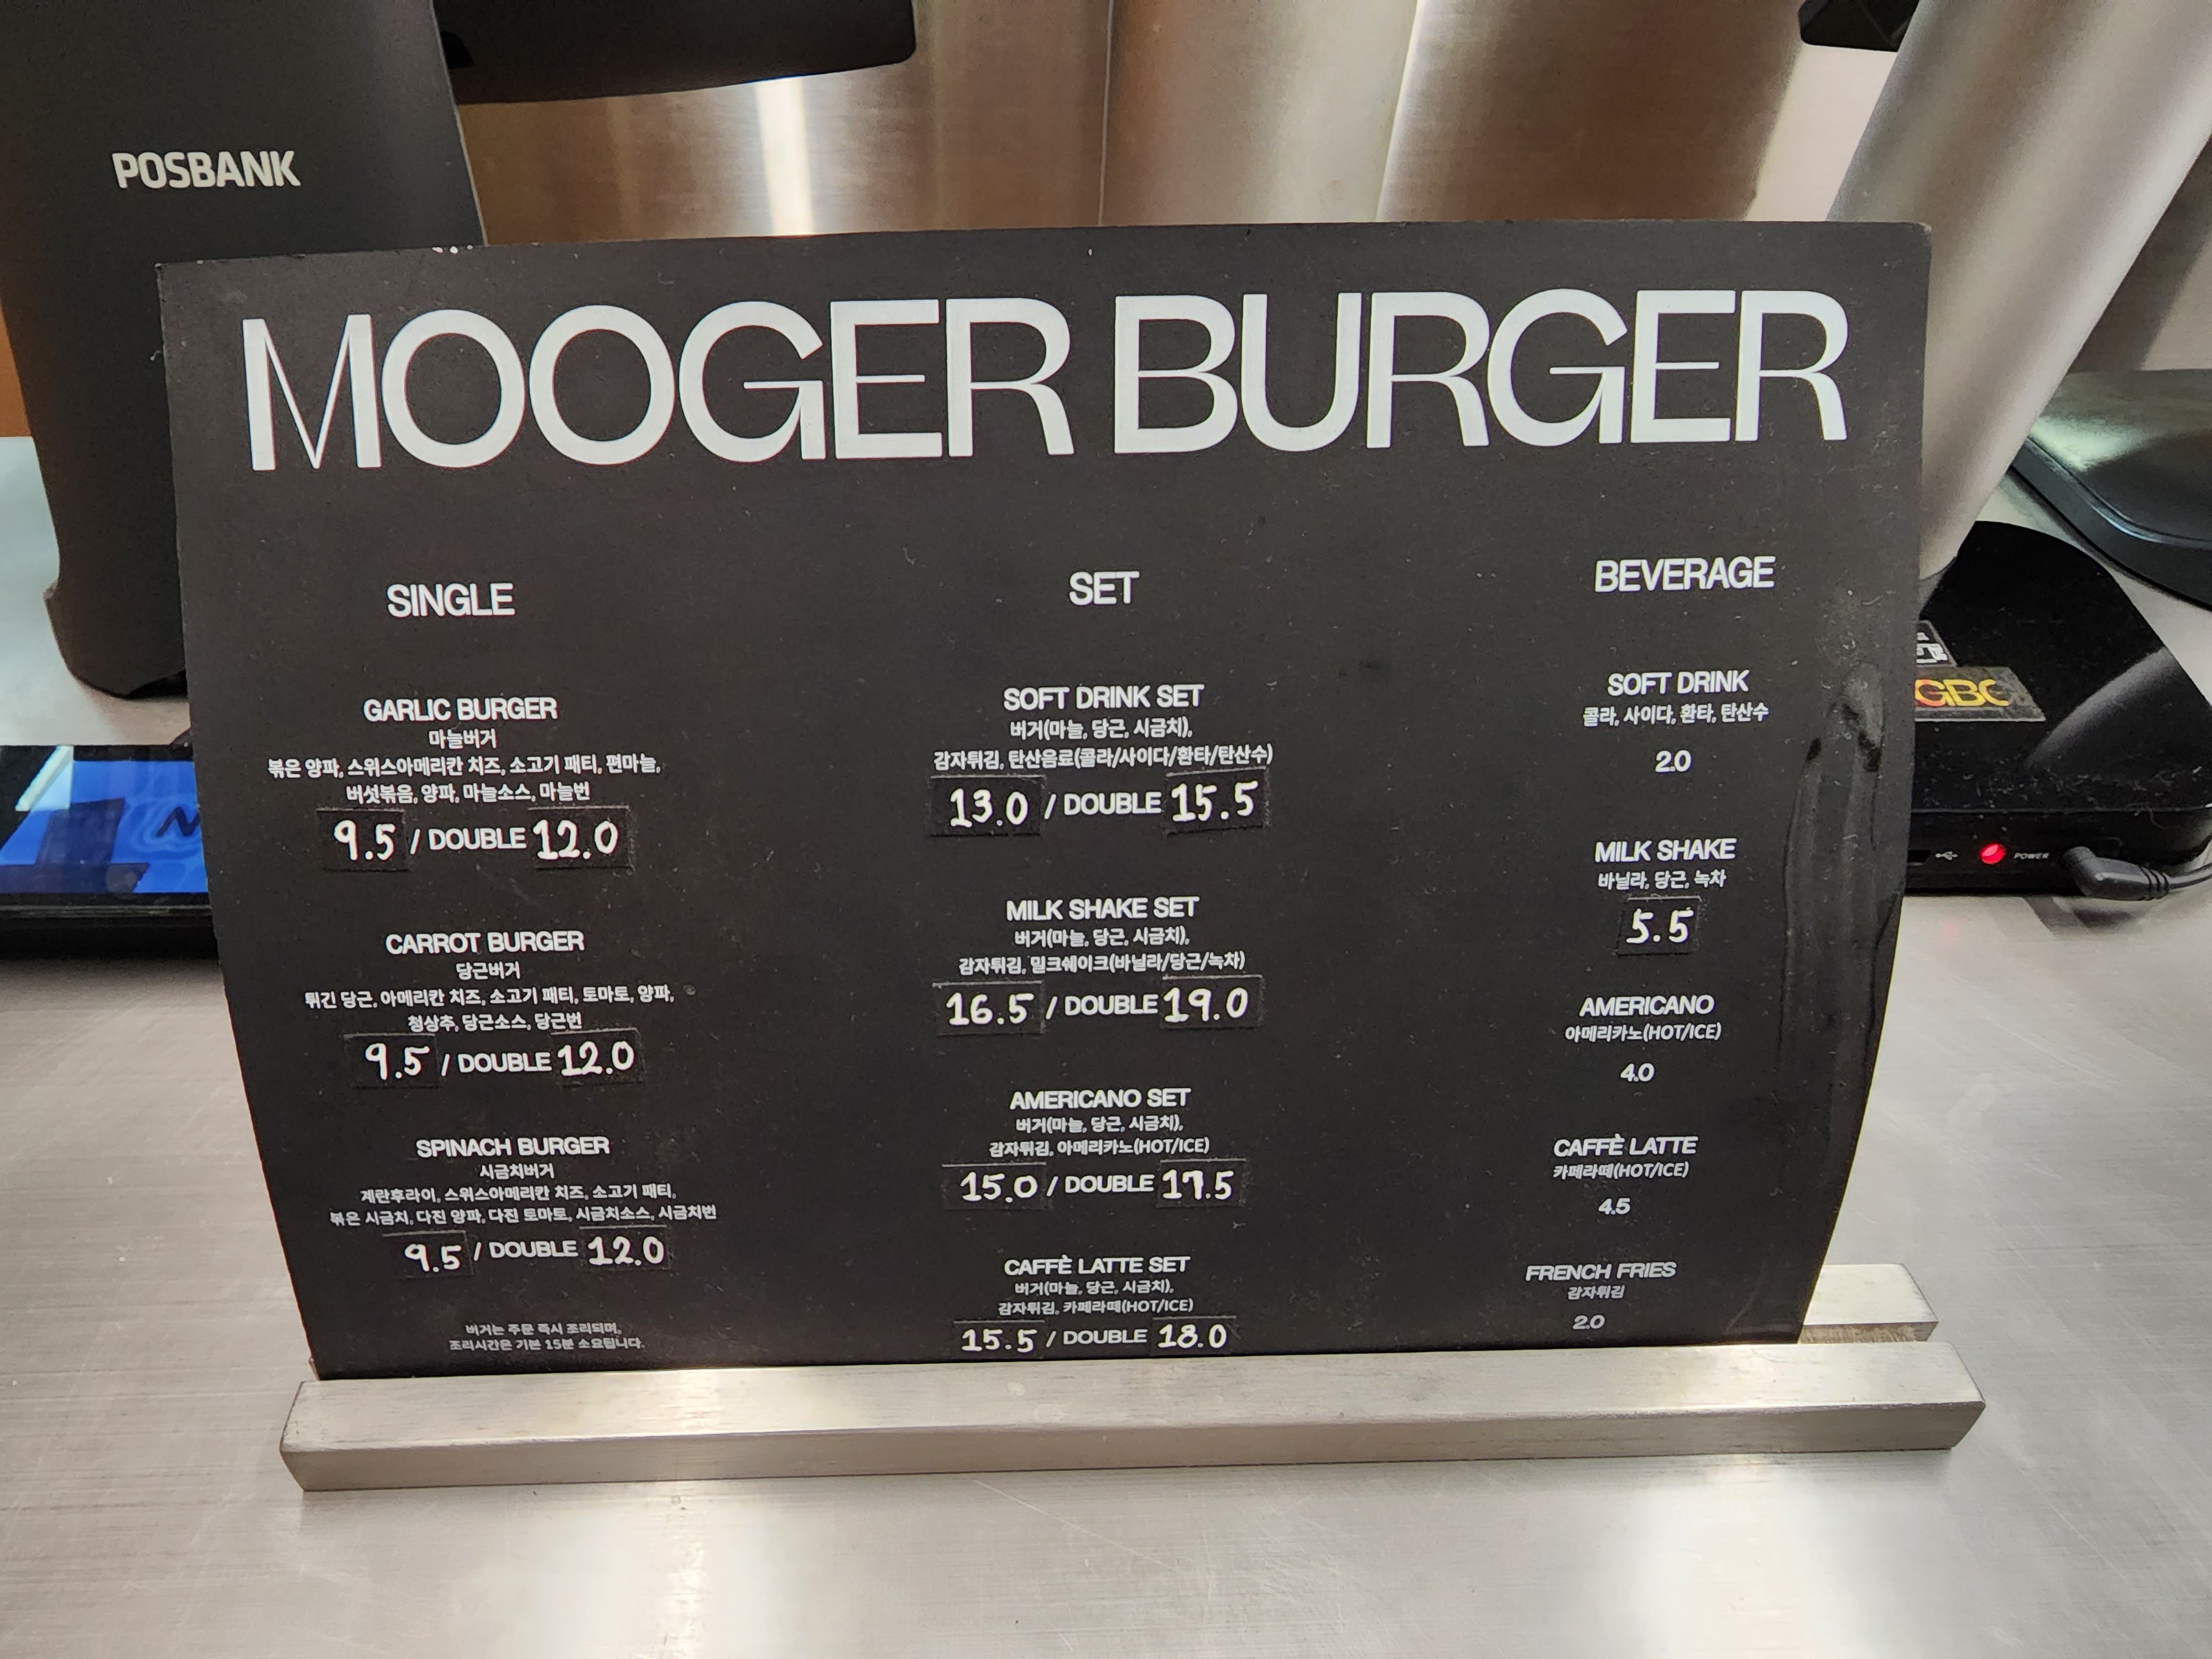 POSBANK
MOOGER BURGER
SINGLE
GARLIC BURGER
마늘버거
볶은 양파, 스위스아메리칸 치즈, 소고기 패티, 편마늘,
버섯볶음, 양파, 마늘소스, 마늘번
9.5 / DOUBLE 12.0
CARROT BURGER
당근버거
튀긴 당근, 아메리칸 치즈, 소고기 패티, 토마토, 양파,
청상추, 당근소스, 당근번
9.5 / DOUBLE 12.0
SPINACH BURGER
시금치버거
계란후라이, 스위스아메리칸 치즈, 소고기 패티,
볶은 시금치, 다진 양파, 다진 토마토, 시금치소스, 시금치번
9.5 / DOUBLE 12.0
버거는 주문 즉시 조리되며,
조리시간은 기본 15분 소요됩니다.
SET
SOFT DRINK SET
버거(마늘, 당근, 시금치),
감자튀김, 탄산음료(콜라/사이다/환타/탄산수)
13.0 / DOUBLE 15.5
MILK SHAKE SET
버거(마늘, 당근, 시금치),
감자튀김, 밀크쉐이크(바닐라/당근/녹차)
16.5 / DOUBLE 19.0
AMERICANO SET
버거(마늘, 당근, 시금치),
감자튀김, 아메리카노(HOT/ICE)
15.0 / DOUBLE 17.5
CAFFÈ LATTE SET
버거(마늘, 당근, 시금치),
감자튀김, 카페라떼(HOT/ICE)
15.5 / DOUBLE 18.0
BEVERAGE
SOFT DRINK
콜라, 사이다, 환타, 탄산수
2.0
MILK SHAKE
바닐라, 당근, 녹차
5.5
AMERICANO
아메리카노(HOT/ICE)
4.0
CAFFÈ LATTE
카페라떼(HOT/ICE)
4.5
FRENCH FRIES
감자튀김
2.0
POWER